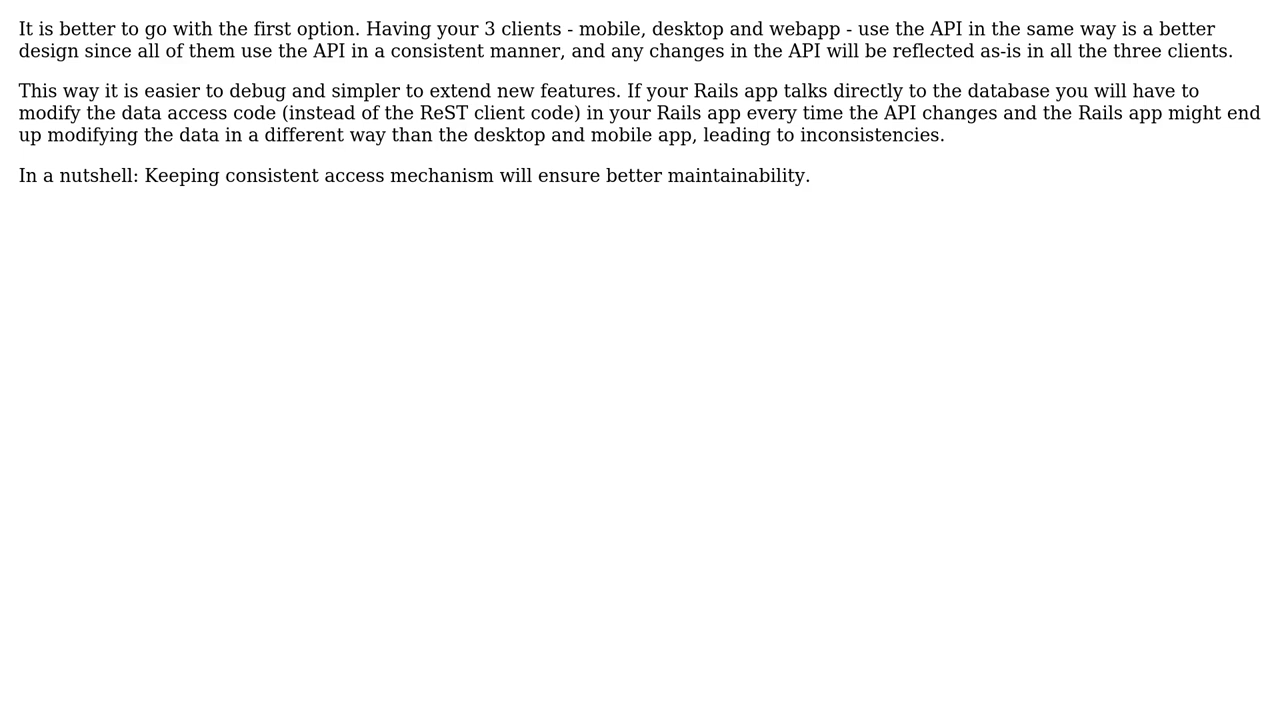 It is better to go with the first option. Having your 3 clients - mobile, desktop and webapp - use the API in the same way is a better
design since all of them use the API in a consistent manner, and any changes in the API will be reflected as-is in all the three clients.
This way it is easier to debug and simpler to extend new features. If your Rails app talks directly to the database you will have to
modify the data access code (instead of the ReST client code) in your Rails app every time the API changes and the Rails app might end
up modifying the data in a different way than the desktop and mobile app, leading to inconsistencies.
In a nutshell: Keeping consistent access mechanism will ensure better maintainability.